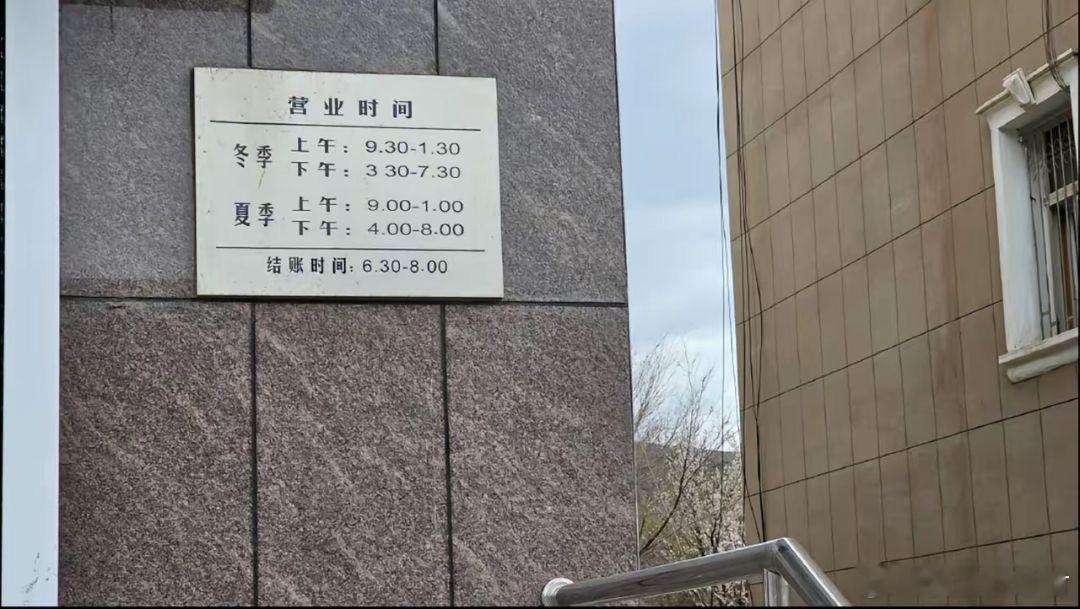 营业时间
冬季 上午: 9.30-1.30
下午: 3 30-7.30
夏季 上午: 9.00-1.00
下午: 4.00-8.00
结账时间: 6.30-8.00